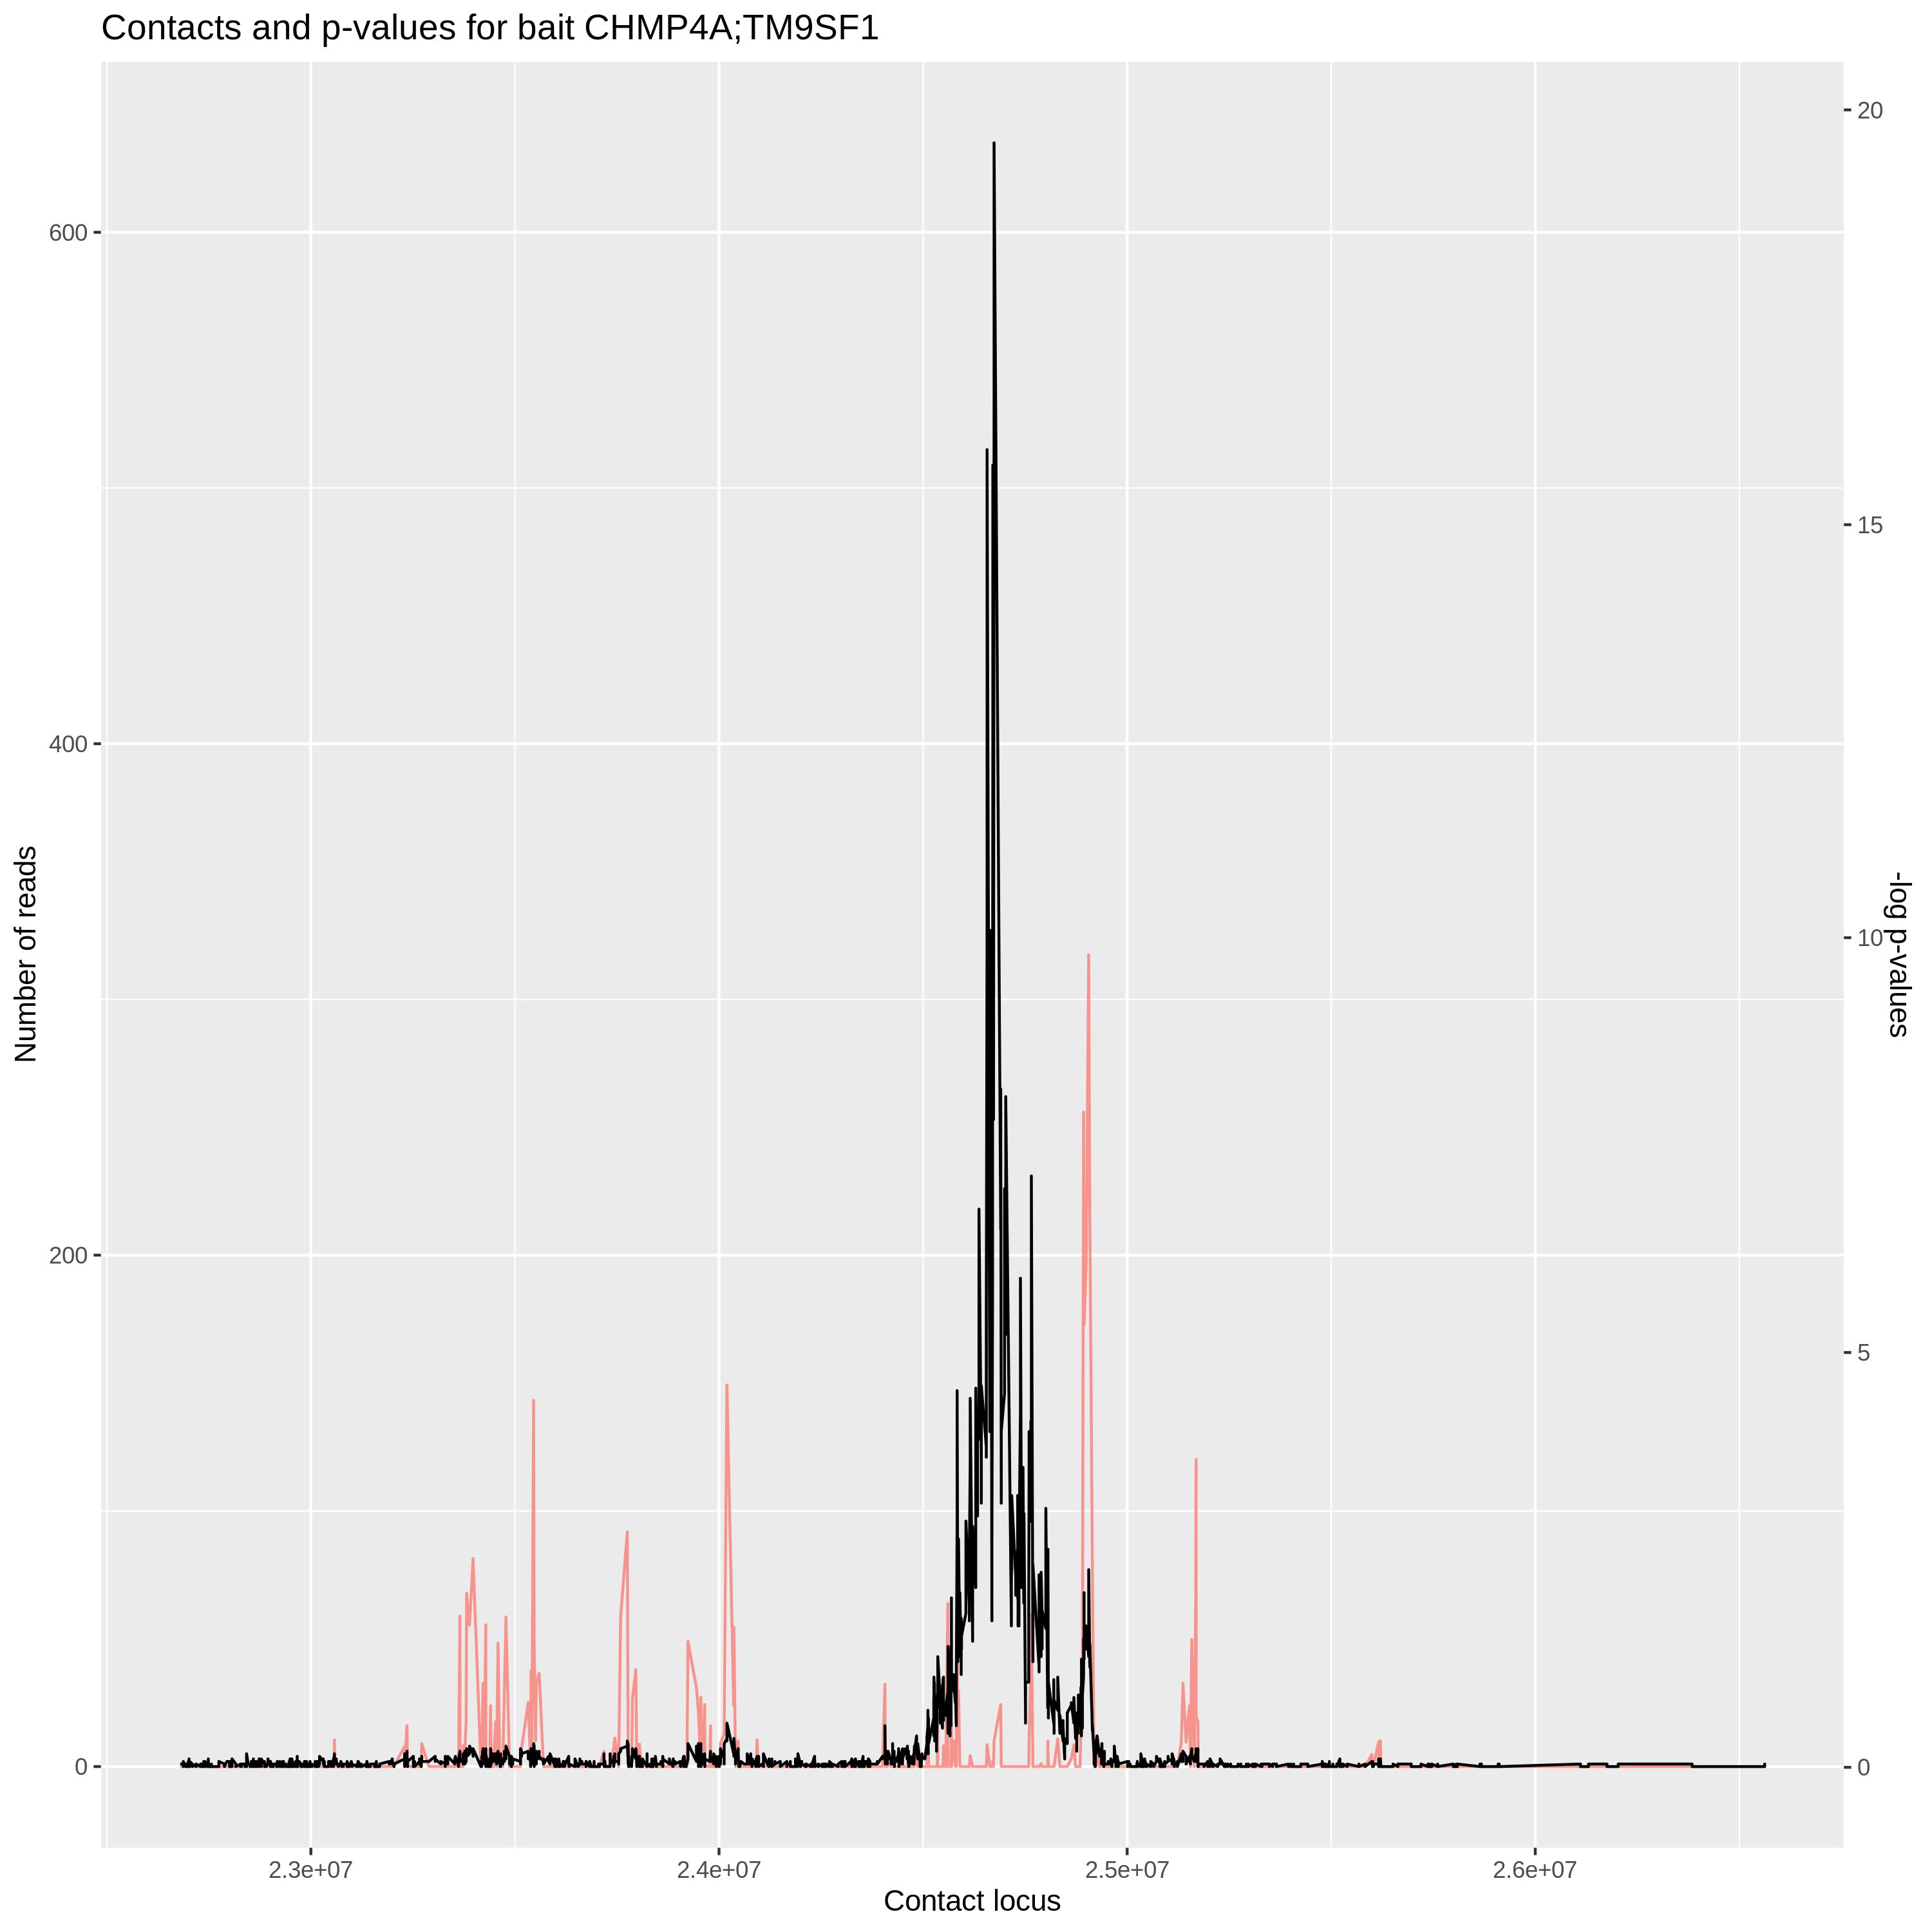 Contacts and p-values for bait CHMP4A;TM9SF1
Number of reads
600
400
200
0
20
15
10
5
0
-log p-values
2.3e+07 2.4e+07 2.5e+07 2.6e+07
Contact locus